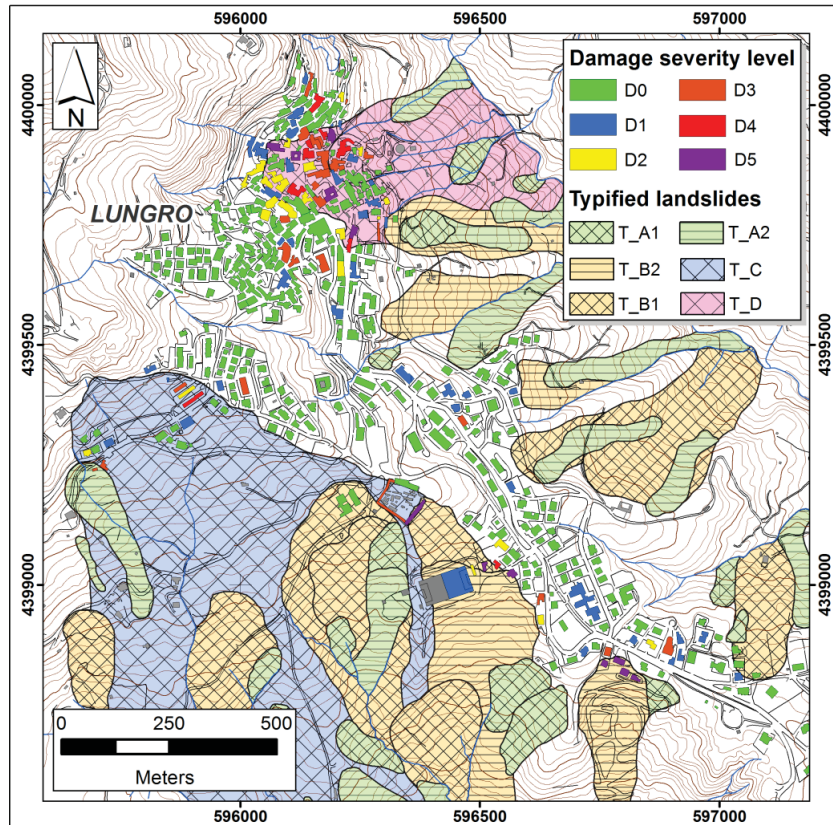 596000 596500 597000
4400000
4399500
4399000
N
LUNGRO
Damage severity level
D0 D3
D1 D4
D2 D5
Typified landslides
T_A1 T_A2
T_B2 T_C
T_B1 T_D
4400000
4399500
4399000
0 250 500
Meters
596000 596500 597000